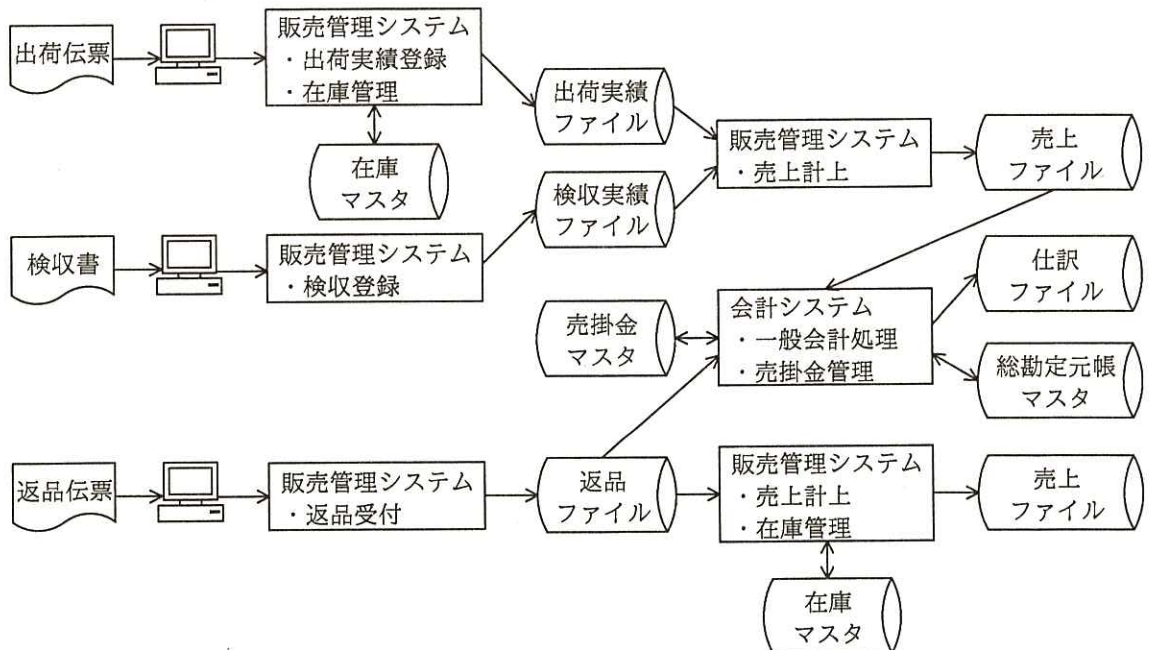 出荷伝票
販売管理システム
・出荷実績登録
・在庫管理
在庫
マスタ
出荷実績
ファイル
検収書
販売管理システム
・検収登録
検収実績
ファイル
販売管理システム
・売上計上
売上
ファイル
売掛金
マスタ
会計システム
・一般会計処理
・売掛金管理
仕訳
ファイル
総勘定元帳
マスタ
返品伝票
販売管理システム
・返品受付
返品
ファイル
販売管理システム
・売上計上
・在庫管理
売上
ファイル
在庫
マスタ